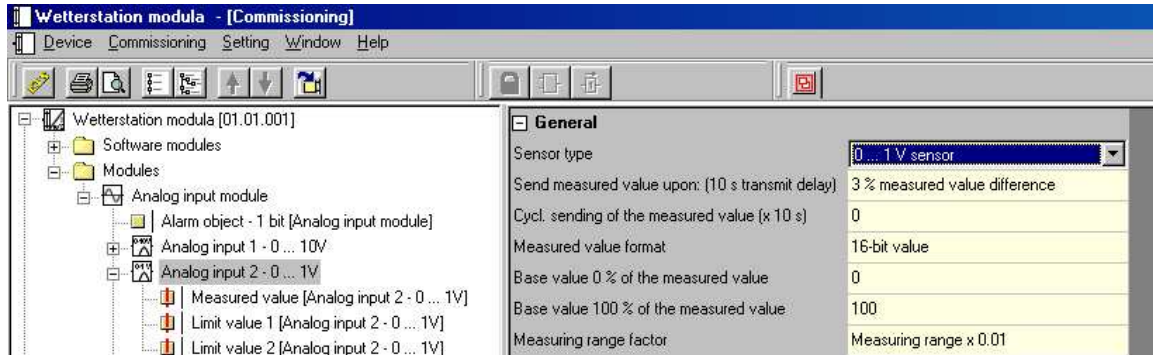 Wetterstation modula - [Commissioning]
Device Commissioning Setting Window Help
Wetterstation modula [01.01.001]
Software modules
Modules
Analog input module
Alarm object - 1 bit [Analog input module]
Analog input 1 - 0 ... 10V
Analog input 2 - 0 ... 1V
Measured value [Analog input 2 - 0 ... 1V]
Limit value 1 [Analog input 2 - 0 ... 1V]
Limit value 2 [Analog input 2 - 0 ... 1V]
General
Sensor type 0 ... 1 V sensor
Send measured value upon: (10 s transmit delay) 3 % measured value difference
Cycl. sending of the measured value (x 10 s) 0
Measured value format 16-bit value
Base value 0 % of the measured value 0
Base value 100 % of the measured value 100
Measuring range factor Measuring range x 0.01